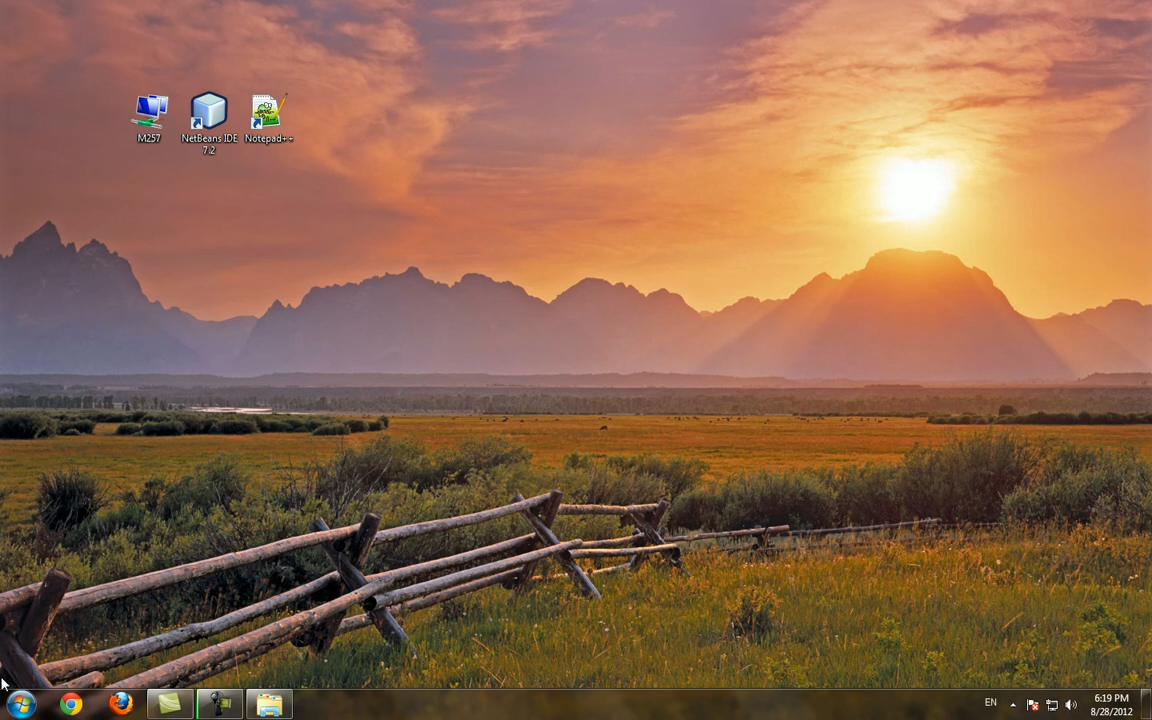 M257
NetBeans IDE
7.2
Notepad++
EN
6:19 PM
8/28/2012